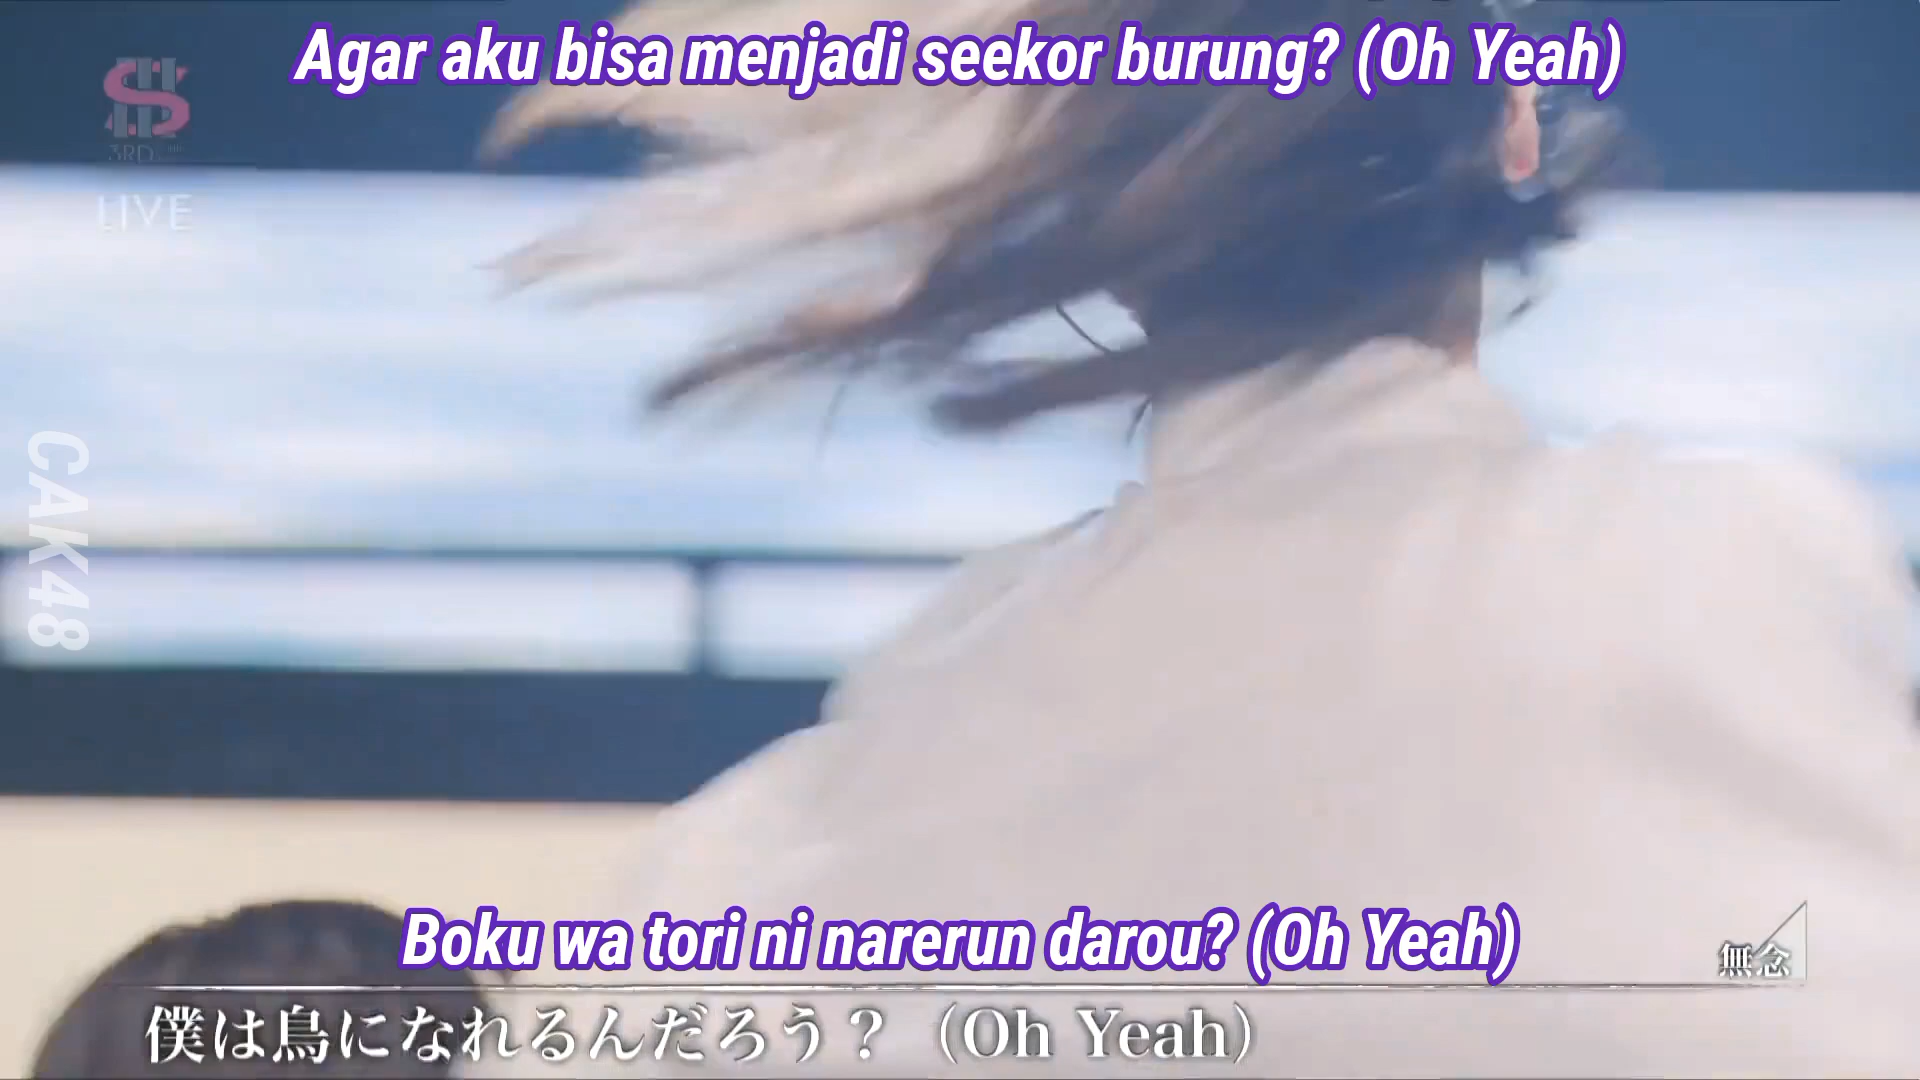 Agar aku bisa menjadi seekor burung? (Oh Yeah)
S
3RD
LIVE
CAK48
Boku wa tori ni narerun darou? (Oh Yeah)
無念
僕は鳥になれるんだろう？（Oh Yeah）